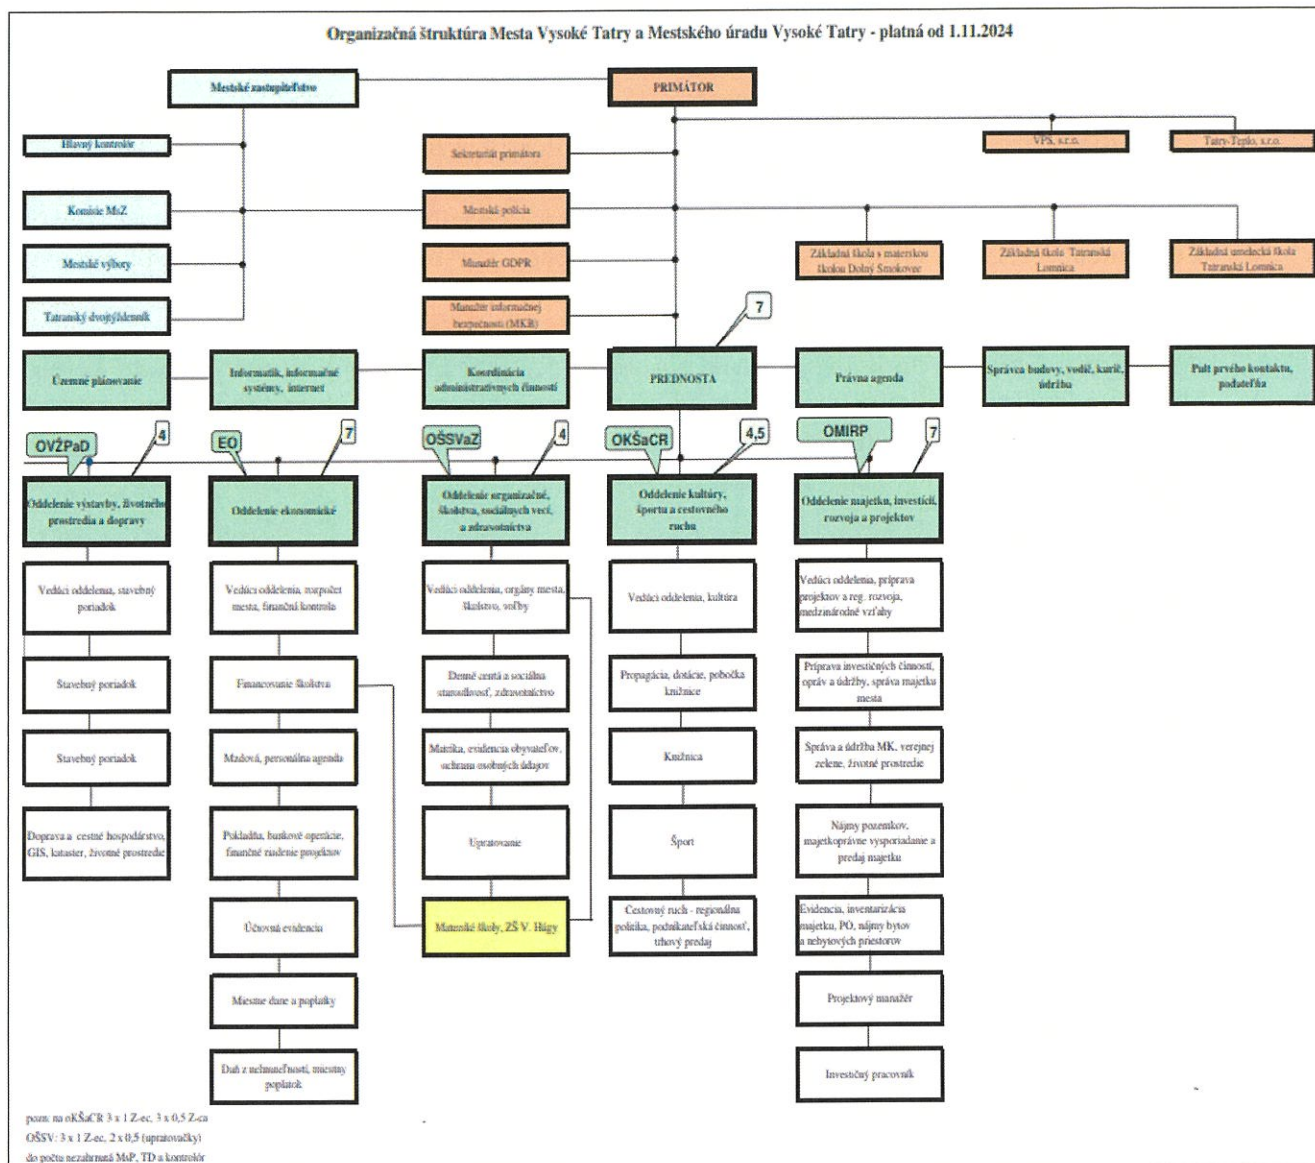 Organizačná štruktúra Mesta Vysoké Tatry a Mestského úradu Vysoké Tatry - platná od 1.11.2024
Mestské zastupiteľstvo
PRIMÁTOR
Hlavný kontrolór
Sekretariát primátora
VPS, s.r.o.
Tatry-Teplo, s.r.o.
Komisie MsZ
Mestská polícia
Mestské výbory
Manažér GDPR
Základná škola s materskou
školou Dolný Smokovec
Základná škola Tatranská
Lomnica
Základná umelecká škola
Tatranská Lomnica
Tatranský dvojtýždenník
Manažér informačnej
bezpečnosti (MKB)
7
Územné plánovanie
Informatik, informačné
systémy, internet
Koordinácia
administratívnych činností
PREDNOSTA
Právna agenda
Správca budovy, vodič, kurič,
údržba
Pult prvého kontaktu,
podateľňa
OVŽPaD
4
EO
7
OŠSVaZ
4
OKŠaCR
4,5
OMIRP
7
Oddelenie výstavby, životného
prostredia a dopravy
Oddelenie ekonomické
Oddelenie organizačné,
školstva, sociálnych vecí,
a zdravotníctva
Oddelenie kultúry,
športu a cestovného
ruchu
Oddelenie majetku, investícií,
rozvoja a projektov
Vedúci oddelenia, stavebný
poriadok
Vedúci oddelenia, rozpočet
mesta, finančná kontrola
Vedúci oddelenia, orgány mesta,
školstvo, voľby
Vedúci oddelenia, kultúra
Vedúci oddelenia, príprava
projektov a reg. rozvoja,
medzinárodné vzťahy
Stavebný poriadok
Financovanie školstva
Denné centá a sociálna
starostlivosť, zdravotníctvo
Propagácia, dotácie, pobočka
knižnice
Príprava investičných činností,
opráv a údržby, správa majetku
mesta
Stavebný poriadok
Mzdová, personálna agenda
Matrika, evidencia obyvateľov,
ochrana osobných údajov
Knižnica
Správa a údržba MK, verejnej
zelene, životné prostredie
Doprava a cestné hospodárstvo,
GIS, kataster, životné prostredie
Pokladňa, bankové operácie,
finančné riadenie projektov
Upratovanie
Šport
Nájmy pozemkov,
majetkoprávne vysporiadanie a
predaj majetku
Účtovná evidencia
Materské školy, ZŠ V. Hágy
Cestovný ruch - regionálna
politika, podnikateľská činnosť,
trhový predaj
Evidencia, inventarizácia
majetku, PO, nájmy bytov
a nebytových priestorov
Miestne dane a poplatky
Projektový manažér
Daň z nehnuteľností, miestny
poplatok
Investičný pracovník
pozn: na oKŠaCR 3 x 1 Z-ec, 3 x 0,5 Z-ca
OŠSV: 3 x 1 Z-ec, 2 x 0,5 (upratovačky)
do počtu nezahrnutá MsP, TD a kontrolór